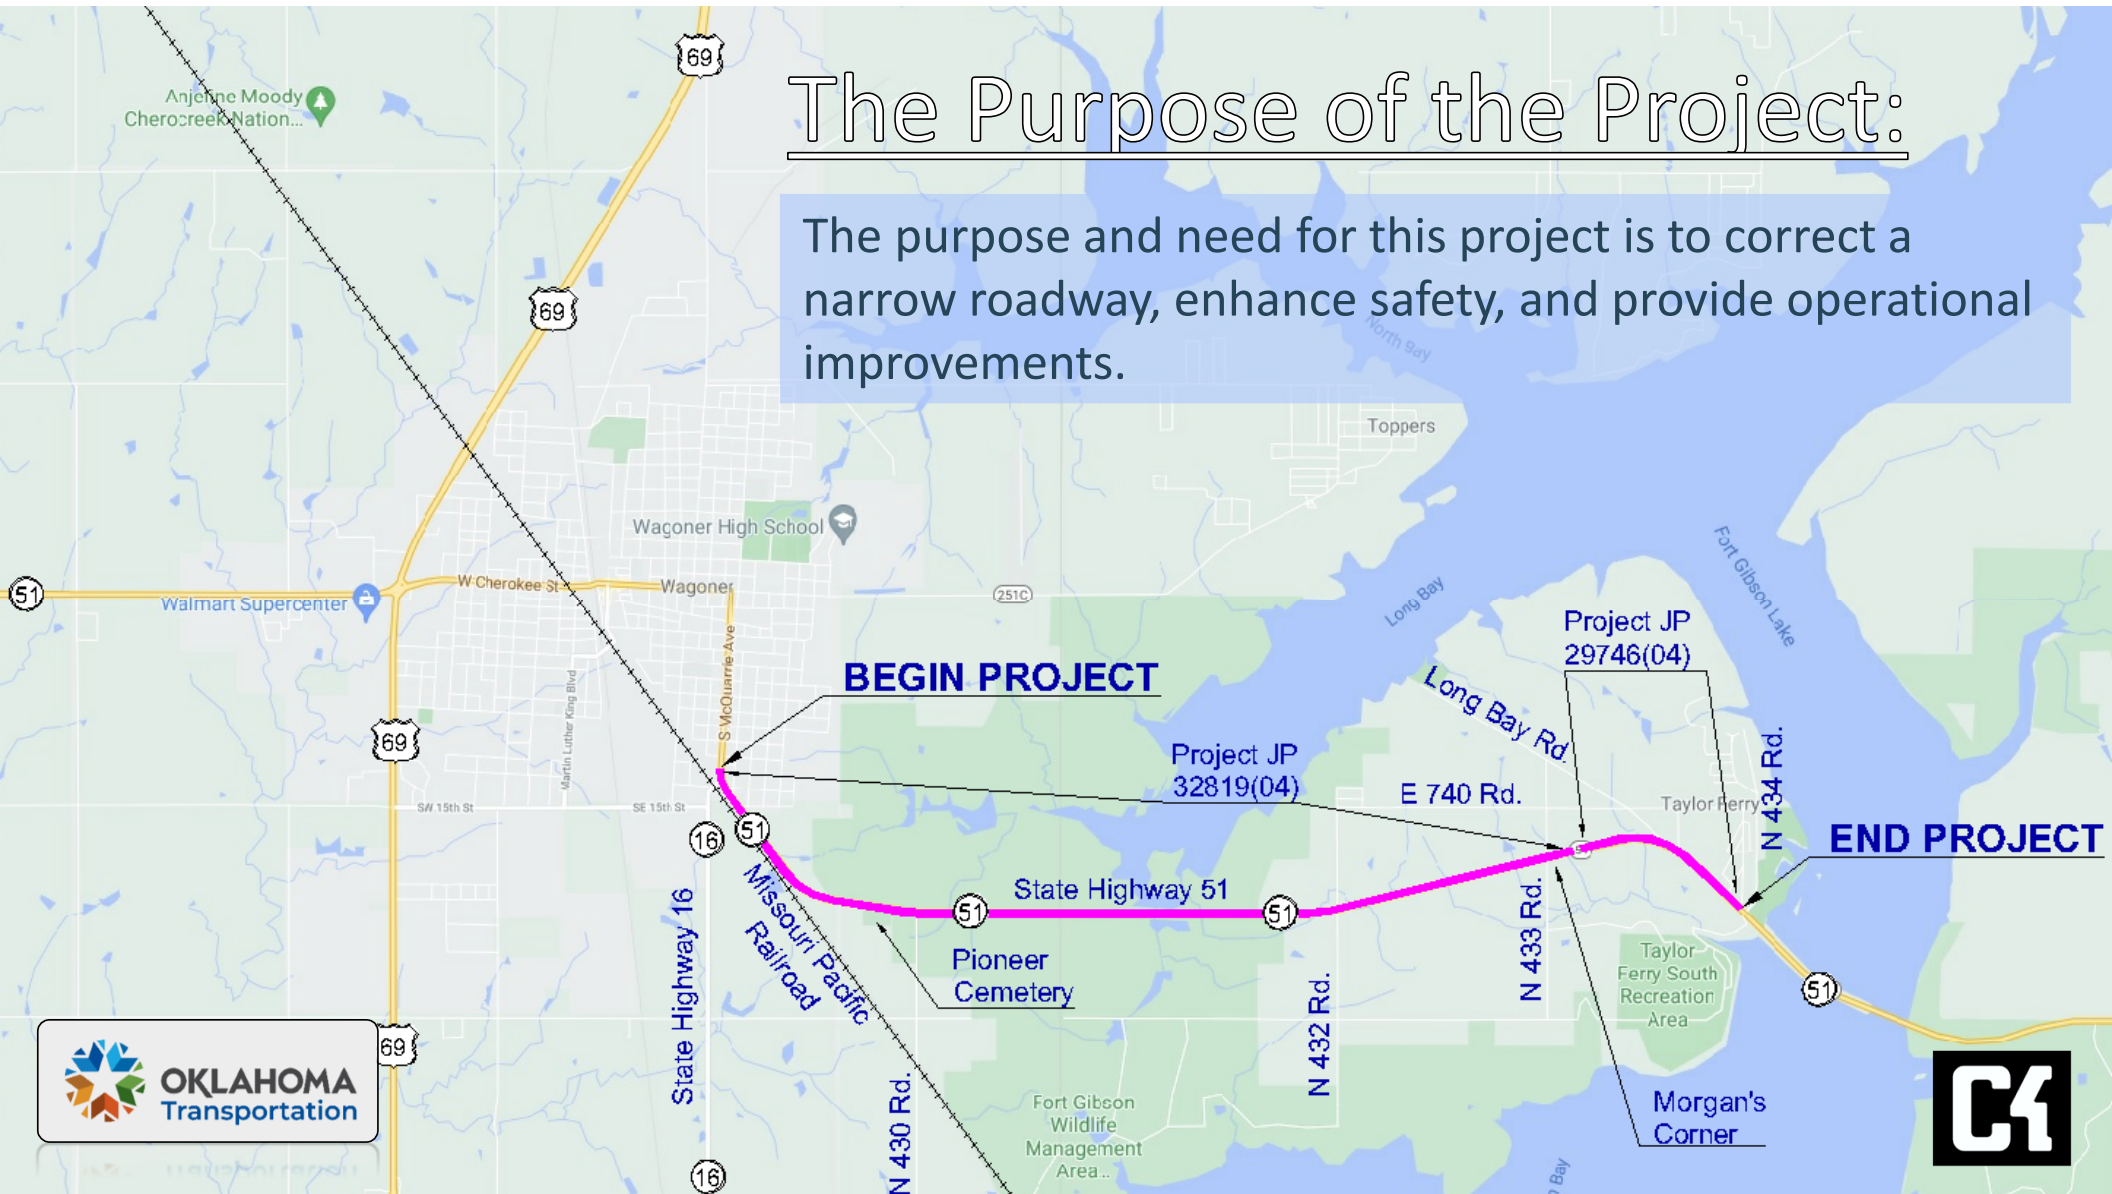 The Purpose of the Project:
The purpose and need for this project is to correct a
narrow roadway, enhance safety, and provide operational
improvements.
69
Anjeline Moody
Cherocreek Nation...
69
North Bay
Toppers
Wagoner High School
51
W Cherokee St
Wagoner
251C
Walmart Supercenter
Long Bay
Fort Gibson Lake
Project JP
29746(04)
S McQuarrie Ave
BEGIN PROJECT
Long Bay Rd.
Martin Luther King Blvd
69
Project JP
32819(04)
E 740 Rd.
N 434 Rd.
SW 15th St
SE 15th St
Taylor Ferry
16
51
END PROJECT
State Highway 51
51
51
Missouri Pacific
Railroad
State Highway 16
Pioneer
Cemetery
N 433 Rd.
Taylor
Ferry South
Recreation
Area
51
N 432 Rd.
69
OKLAHOMA
Transportation
N 430 Rd.
Fort Gibson
Wildlife
Management
Area...
Morgan's
Corner
C4
16
Bay